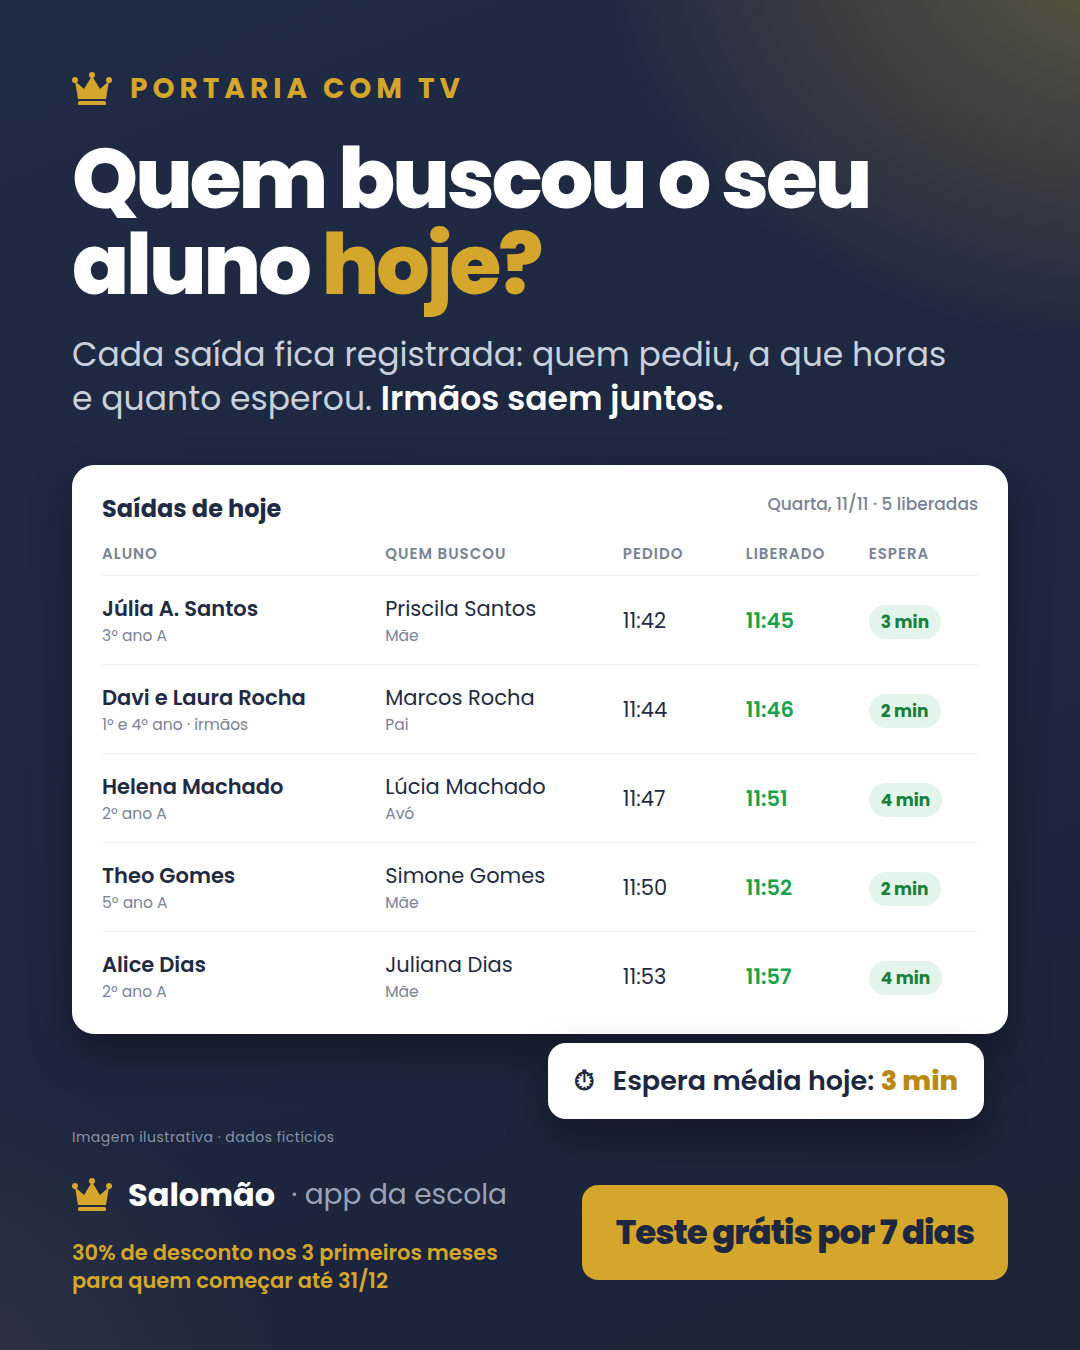 PORTARIA COM TV
Quem buscou o seu
aluno hoje?
Cada saída fica registrada: quem pediu, a que horas
e quanto esperou. Irmãos saem juntos.
Saídas de hoje
Quarta, 11/11 · 5 liberadas
ALUNO QUEM BUSCOU PEDIDO LIBERADO ESPERA
Júlia A. Santos Priscila Santos 11:42 11:45 3 min
3º ano A Mãe
Davi e Laura Rocha Marcos Rocha 11:44 11:46 2 min
1º e 4º ano · irmãos Pai
Helena Machado Lúcia Machado 11:47 11:51 4 min
2º ano A Avó
Theo Gomes Simone Gomes 11:50 11:52 2 min
5º ano A Mãe
Alice Dias Juliana Dias 11:53 11:57 4 min
2º ano A Mãe
Espera média hoje: 3 min
Imagem ilustrativa · dados fictícios
Salomão · app da escola
30% de desconto nos 3 primeiros meses
para quem começar até 31/12
Teste grátis por 7 dias